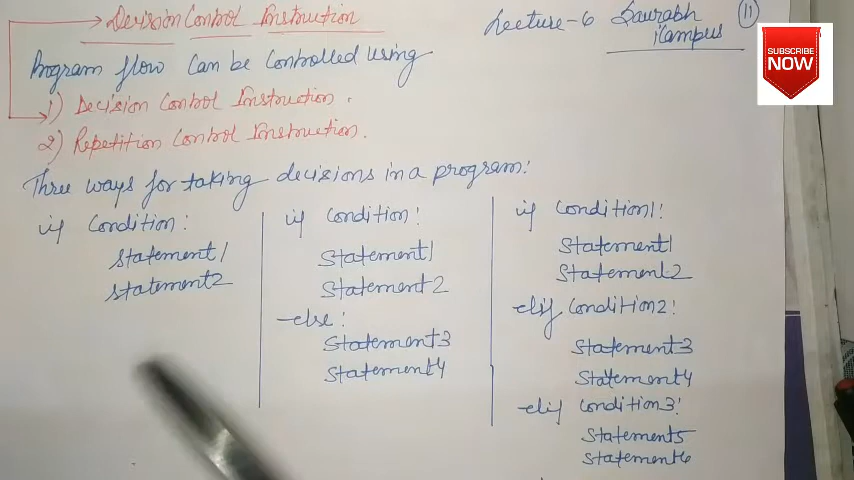 Decision Control Instruction
Lecture-6 Saurabh
iCampus
11
SUBSCRIBE
NOW
Program flow can be controlled using
1) Decision Control Instruction.
2) Repetition Control Instruction.
Three ways for taking decisions in a program:
if Condition:
statement1
statement2
if Condition:
Statement1
Statement2
else:
Statement3
Statement4
if Condition1:
Statement1
Statement2
elif Condition2:
Statement3
Statement4
elif Condition3:
Statement5
Statement6